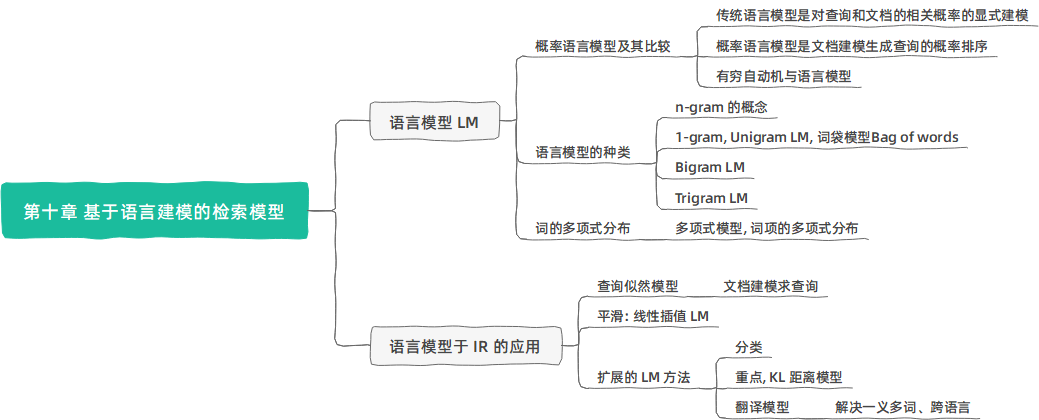 第十章 基于语言建模的检索模型
语言模型 LM
概率语言模型及其比较
传统语言模型是对查询和文档的相关概率的显式建模
概率语言模型是文档建模生成查询的概率排序
有穷自动机与语言模型
语言模型的种类
n-gram 的概念
1-gram, Unigram LM, 词袋模型Bag of words
Bigram LM
Trigram LM
词的多项式分布
多项式模型, 词项的多项式分布
语言模型于 IR 的应用
查询似然模型
文档建模求查询
平滑: 线性插值 LM
扩展的 LM 方法
分类
重点, KL 距离模型
翻译模型
解决一义多词、跨语言